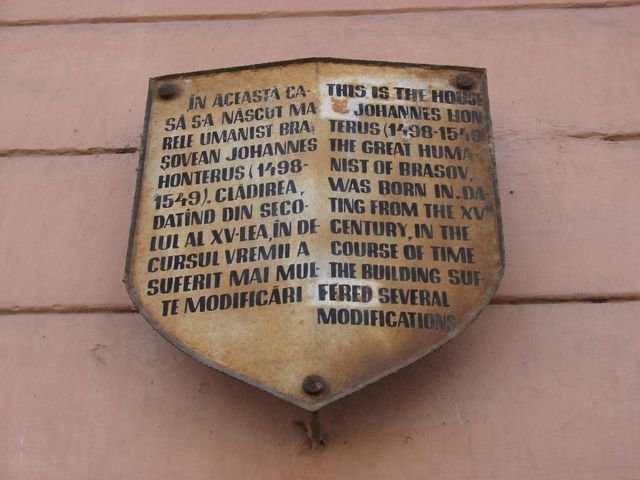 ÎN ACEASTĂ CA-
SĂ S-A NĂSCUT MA-
RELE UMANIST BRA-
ȘOVEAN JOHANNES
HONTERUS (1498-
1549). CLĂDIREA,
DATÎND DIN SECO-
LUL AL XV-LEA, ÎN DE-
CURSUL VREMII A
SUFERIT MAI MUL-
TE MODIFICĂRI
THIS IS THE HOUSE
JOHANNES HON
TERUS (1498-1549)
THE GREAT HUMA-
NIST OF BRAȘOV,
WAS BORN IN. DA-
TING FROM THE XVth
CENTURY, IN THE
COURSE OF TIME
THE BUILDING SUF-
FERED SEVERAL
MODIFICATIONS